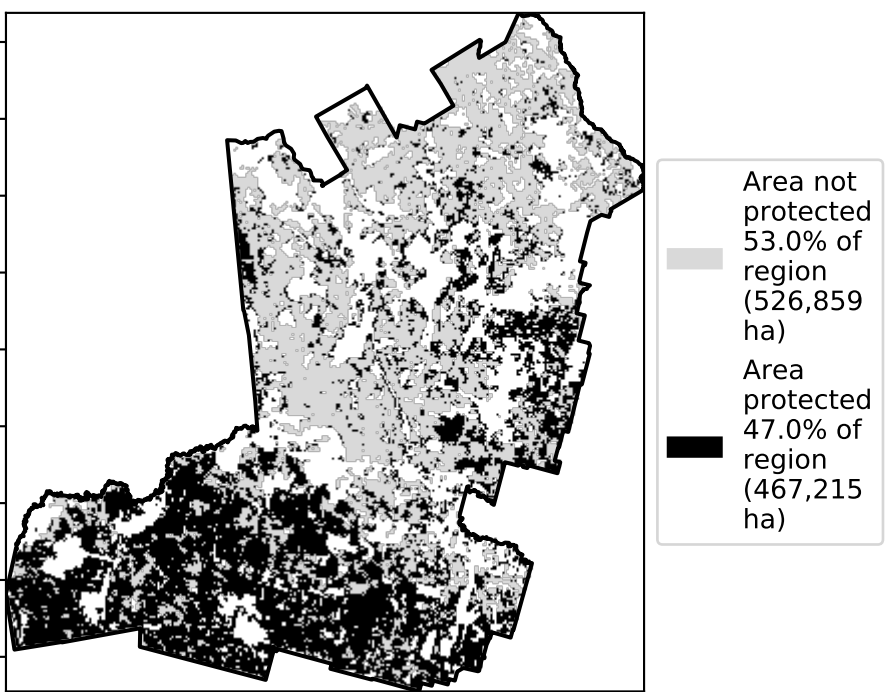 Area not
protected
53.0% of
region
(526,859
ha)
Area
protected
47.0% of
region
(467,215
ha)